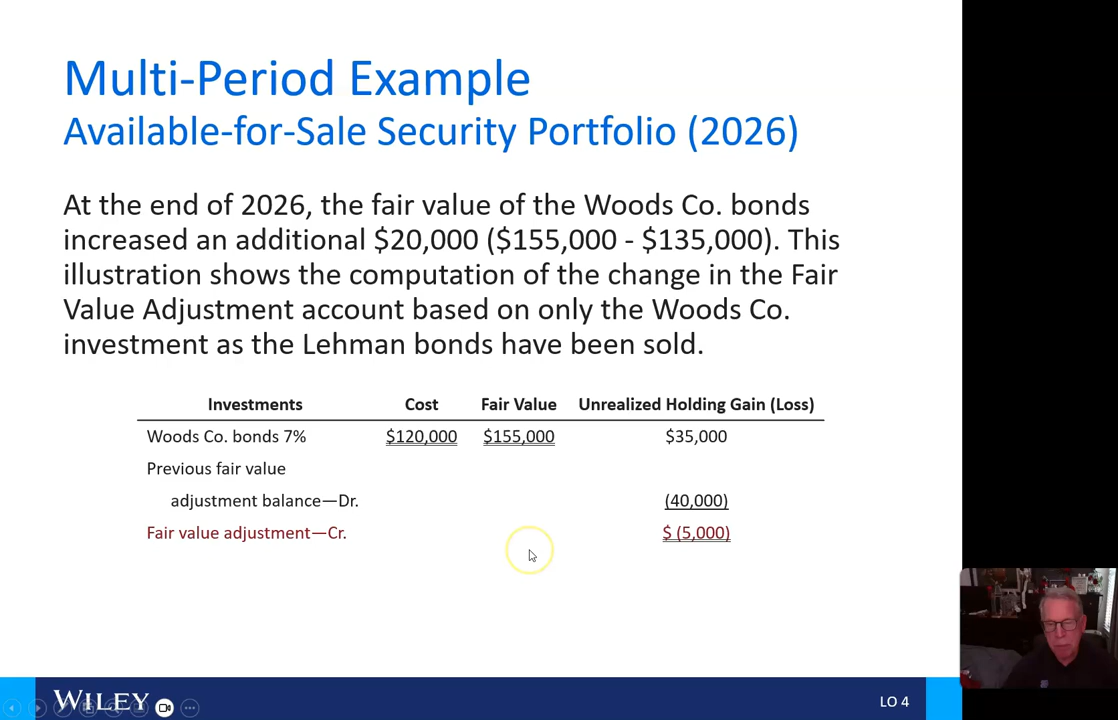 Multi-Period Example
Available-for-Sale Security Portfolio (2026)
At the end of 2026, the fair value of the Woods Co. bonds
increased an additional $20,000 ($155,000 - $135,000). This
illustration shows the computation of the change in the Fair
Value Adjustment account based on only the Woods Co.
investment as the Lehman bonds have been sold.
Investments Cost Fair Value Unrealized Holding Gain (Loss)
Woods Co. bonds 7% $120,000 $155,000 $35,000
Previous fair value
adjustment balance—Dr. (40,000)
Fair value adjustment—Cr. $ (5,000)
WILEY LO 4